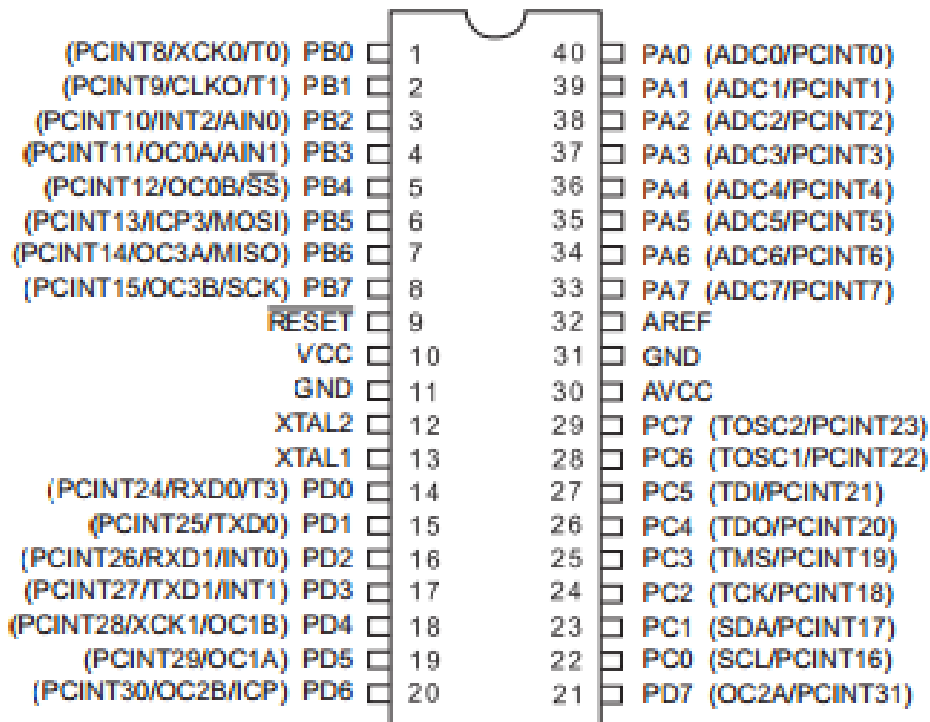 (PCINT8/XCK0/T0) PB0 1 40 PA0 (ADC0/PCINT0)
(PCINT9/CLKO/T1) PB1 2 39 PA1 (ADC1/PCINT1)
(PCINT10/INT2/AIN0) PB2 3 38 PA2 (ADC2/PCINT2)
(PCINT11/OC0A/AIN1) PB3 4 37 PA3 (ADC3/PCINT3)
(PCINT12/OC0B/S̅S̅) PB4 5 36 PA4 (ADC4/PCINT4)
(PCINT13/ICP3/MOSI) PB5 6 35 PA5 (ADC5/PCINT5)
(PCINT14/OC3A/MISO) PB6 7 34 PA6 (ADC6/PCINT6)
(PCINT15/OC3B/SCK) PB7 8 33 PA7 (ADC7/PCINT7)
R̅E̅S̅E̅T̅ 9 32 AREF
VCC 10 31 GND
GND 11 30 AVCC
XTAL2 12 29 PC7 (TOSC2/PCINT23)
XTAL1 13 28 PC6 (TOSC1/PCINT22)
(PCINT24/RXD0/T3) PD0 14 27 PC5 (TDI/PCINT21)
(PCINT25/TXD0) PD1 15 26 PC4 (TDO/PCINT20)
(PCINT26/RXD1/INT0) PD2 16 25 PC3 (TMS/PCINT19)
(PCINT27/TXD1/INT1) PD3 17 24 PC2 (TCK/PCINT18)
(PCINT28/XCK1/OC1B) PD4 18 23 PC1 (SDA/PCINT17)
(PCINT29/OC1A) PD5 19 22 PC0 (SCL/PCINT16)
(PCINT30/OC2B/ICP) PD6 20 21 PD7 (OC2A/PCINT31)